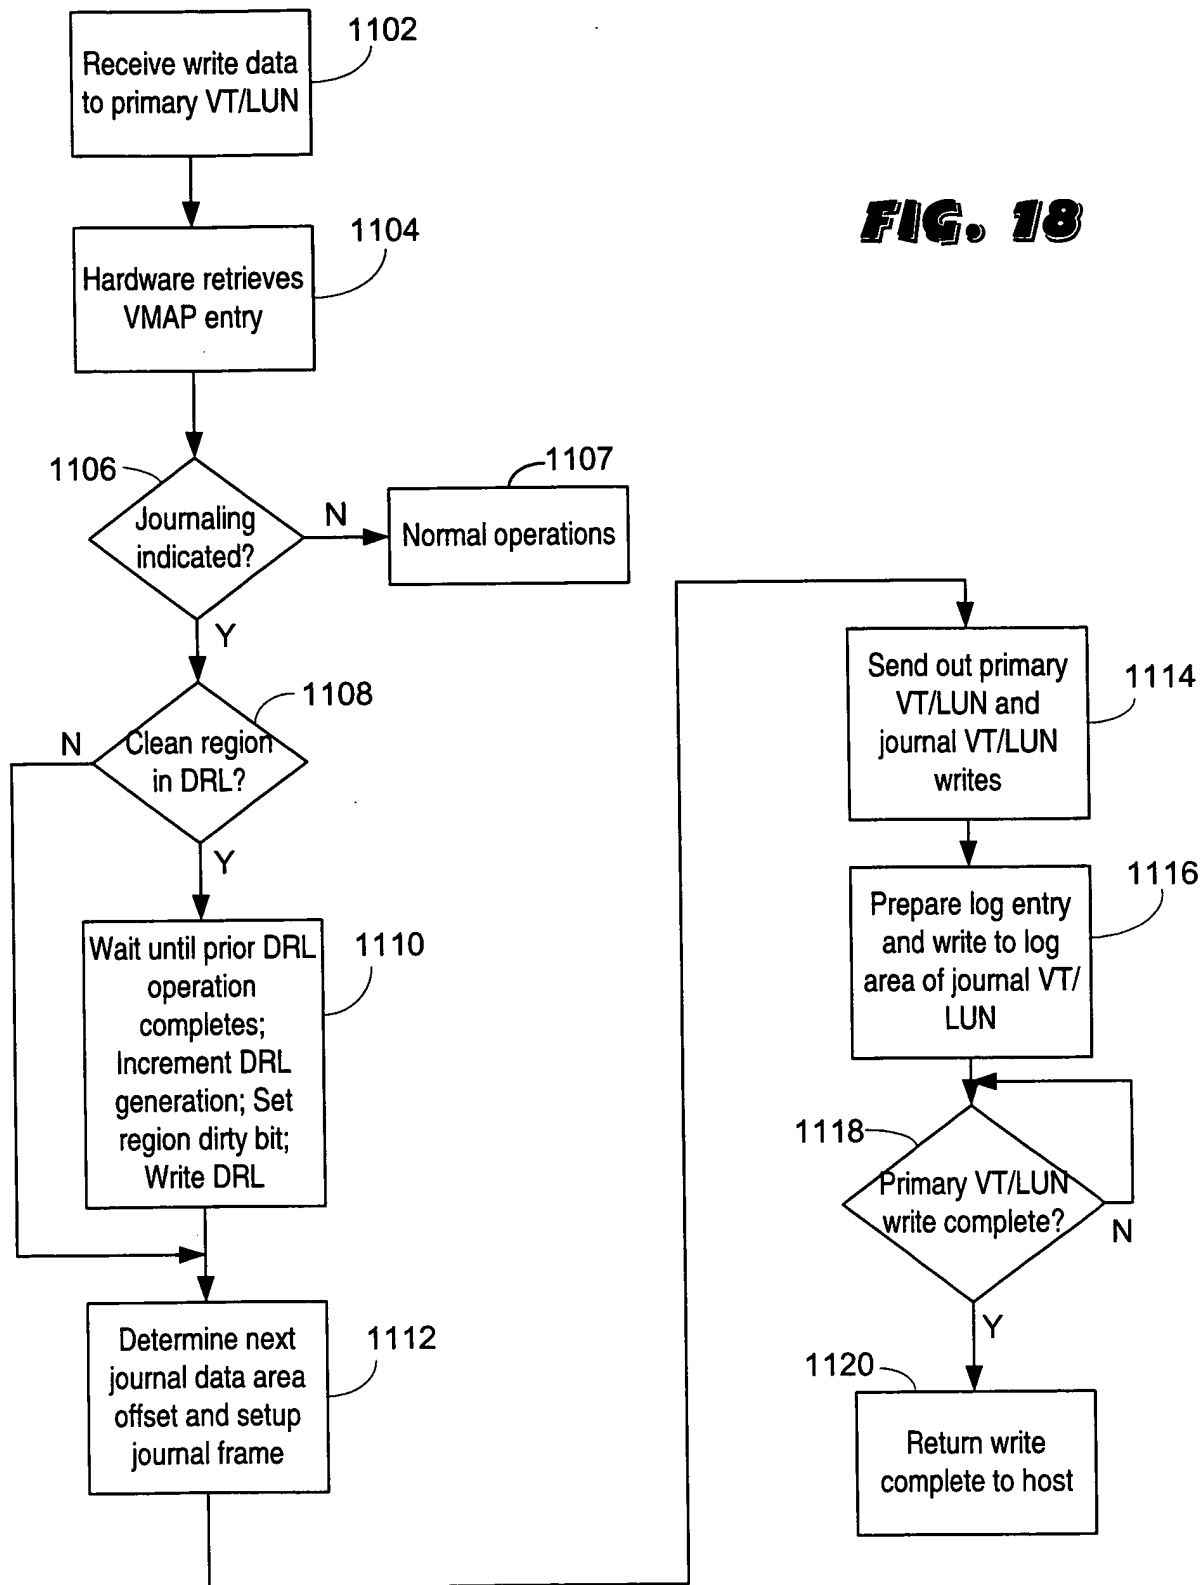 1102
Receive write data
to primary VT/LUN
FIG. 18
1104
Hardware retrieves
VMAP entry
1106
Journaling
indicated?
N
1107
Normal operations
Y
1108
Clean region
in DRL?
N
Y
1110
Wait until prior DRL
operation
completes;
Increment DRL
generation; Set
region dirty bit;
Write DRL
1112
Determine next
journal data area
offset and setup
journal frame
1114
Send out primary
VT/LUN and
journal VT/LUN
writes
1116
Prepare log entry
and write to log
area of journal VT/
LUN
1118
Primary VT/LUN
write complete?
N
Y
1120
Return write
complete to host